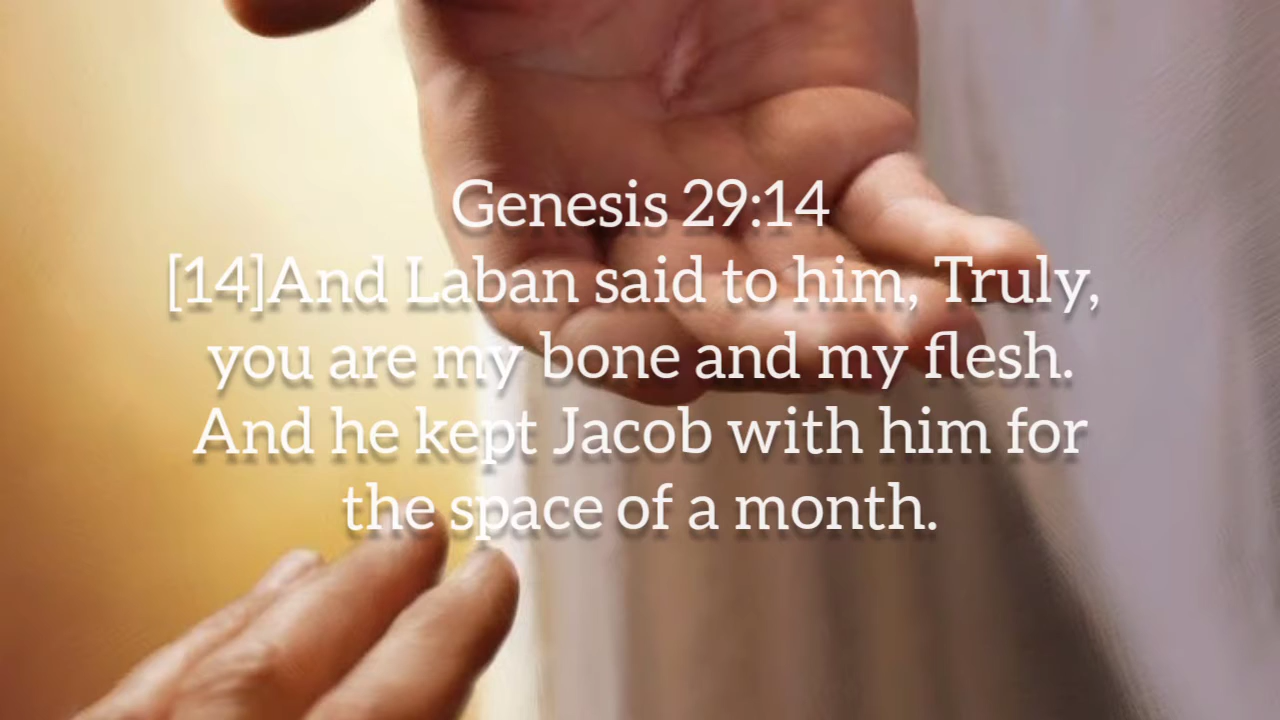 Genesis 29:14
[14]And Laban said to him, Truly,
you are my bone and my flesh.
And he kept Jacob with him for
the space of a month.